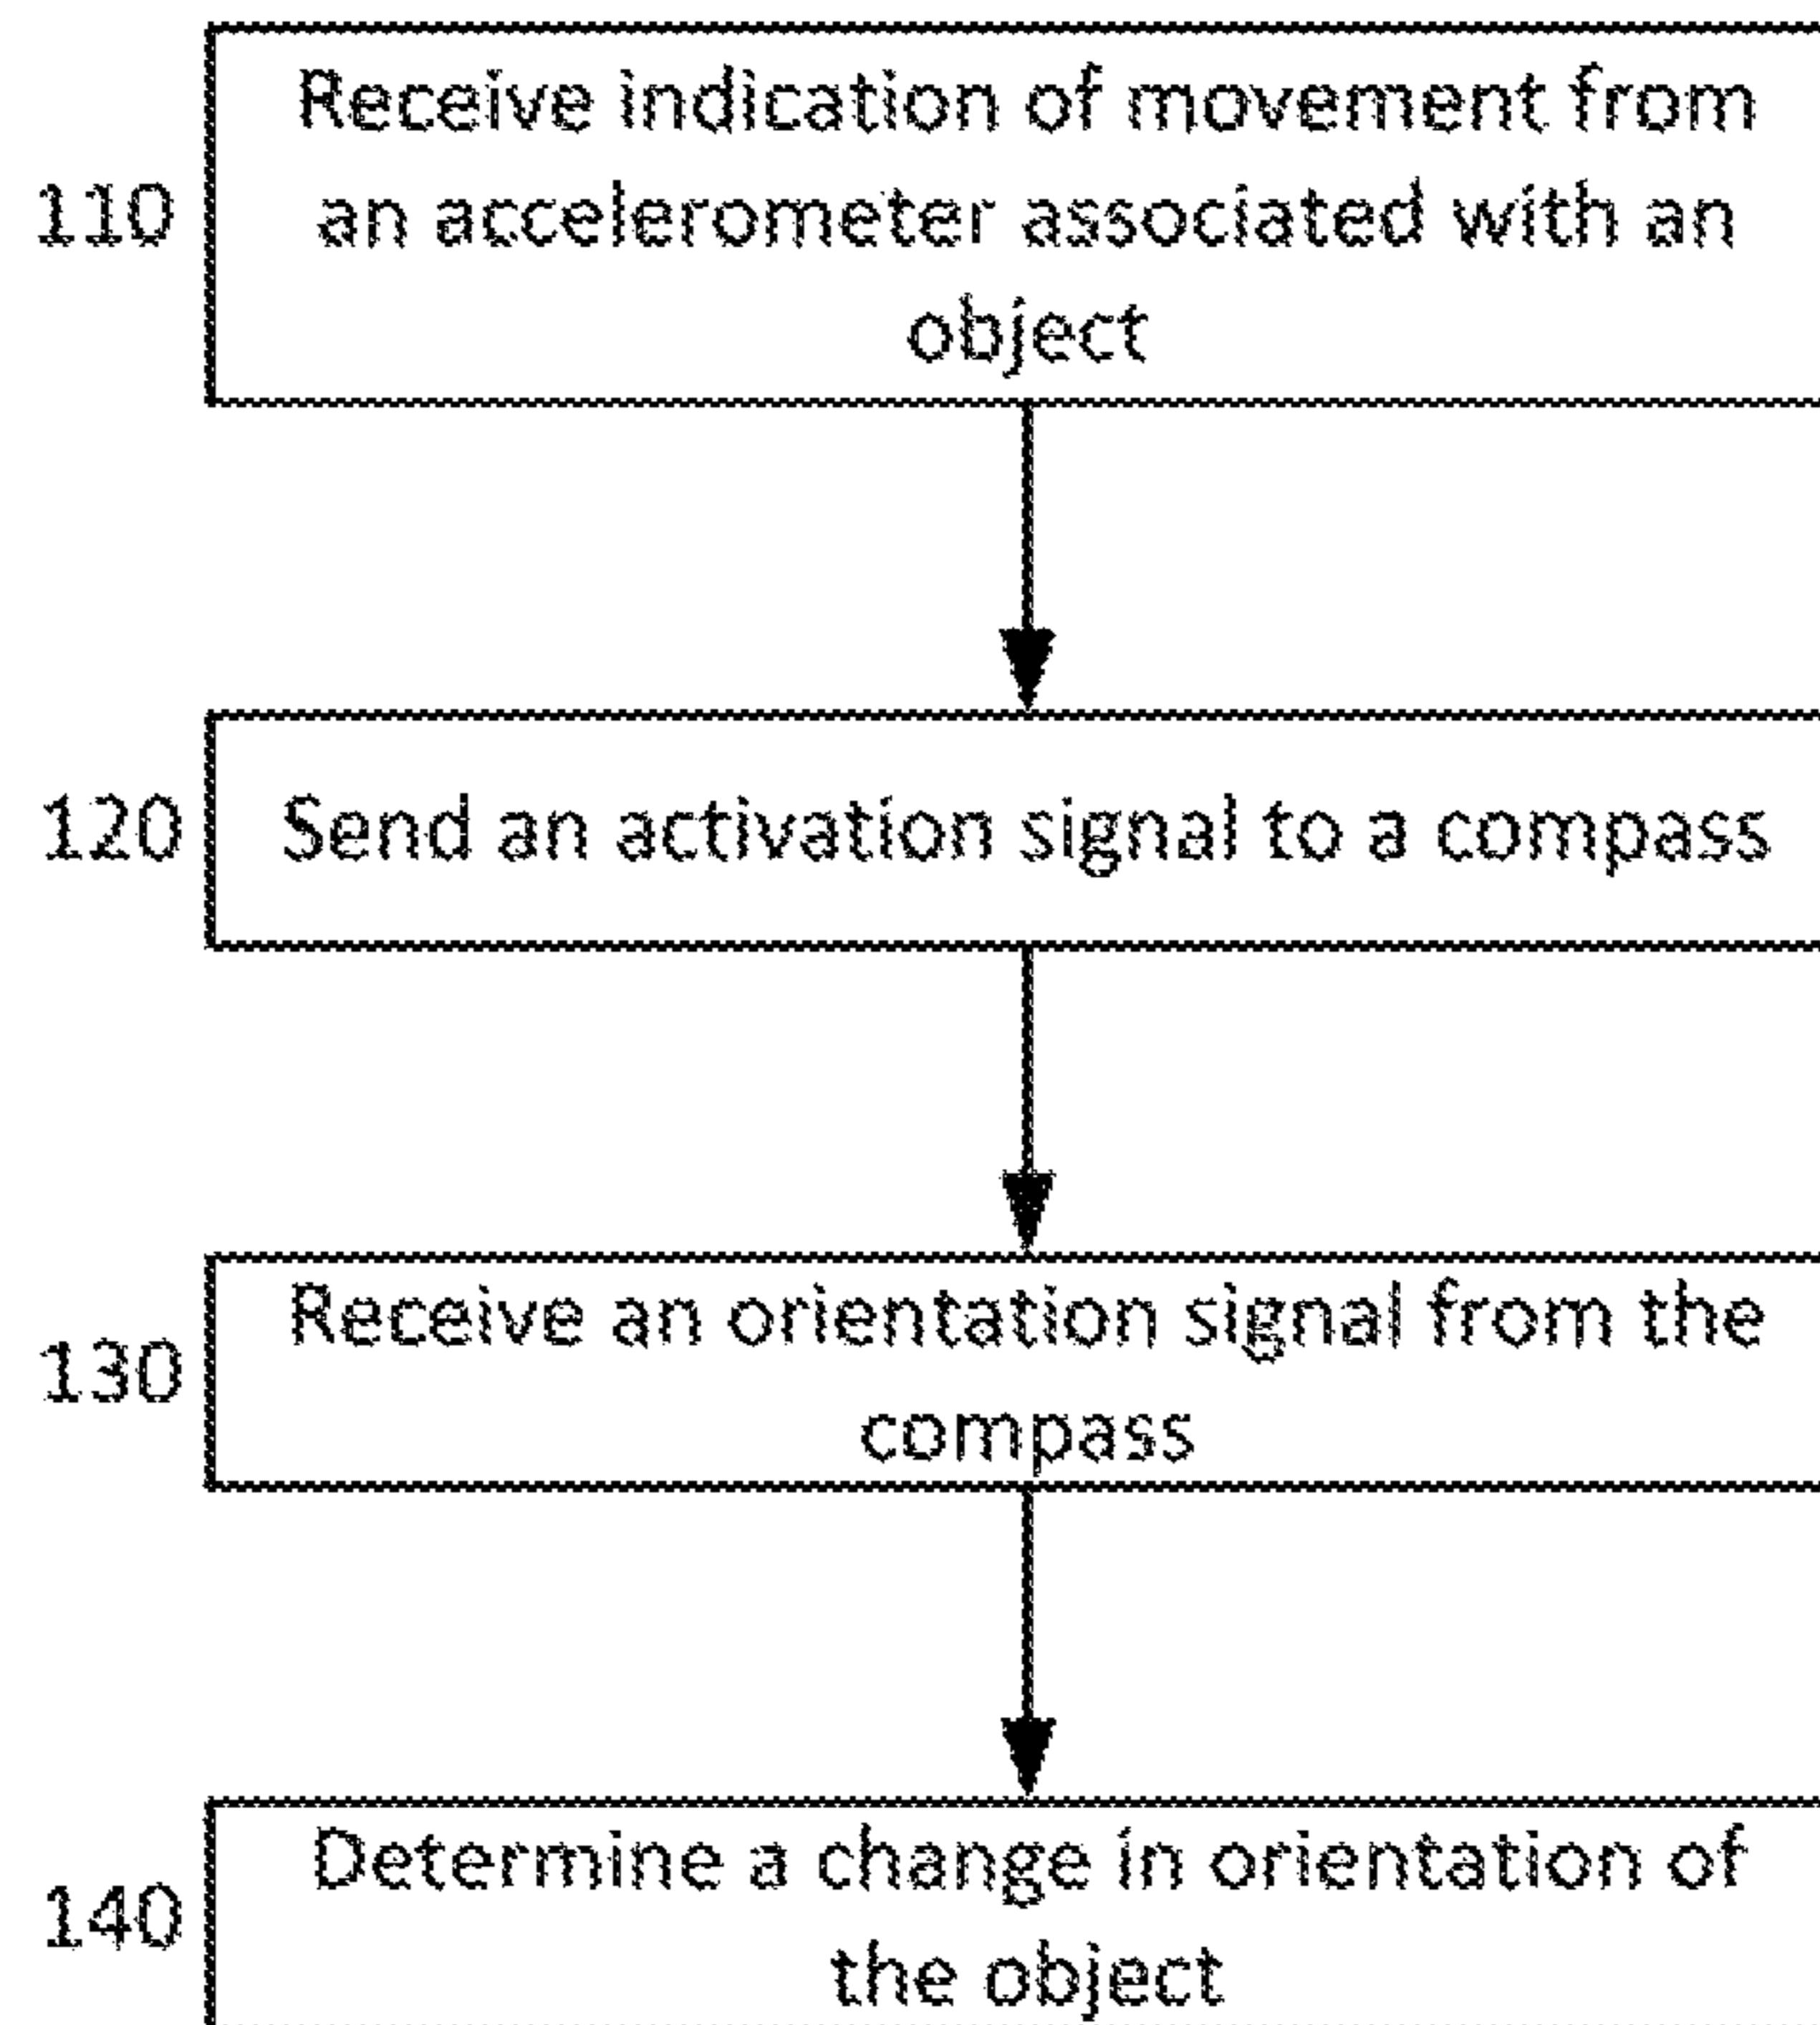 Receive indication of movement from
110
an accelerometer associated with an
object
120
Send an activation signal to a compass
Receive an orientation signal from the
130
compass
Determine a change in orientation of
140
the object